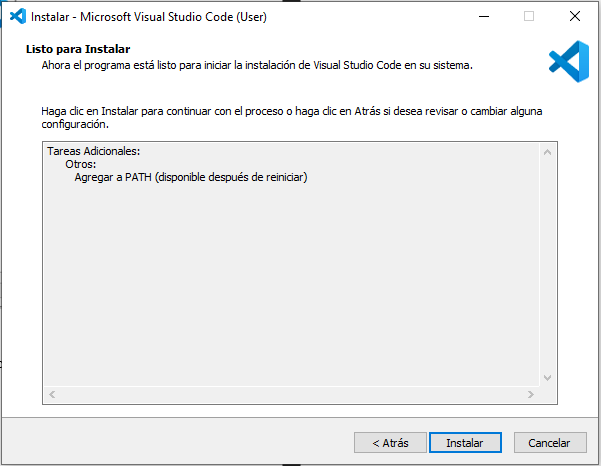 Instalar - Microsoft Visual Studio Code (User)
Listo para Instalar
Ahora el programa está listo para iniciar la instalación de Visual Studio Code en su sistema.
Haga clic en Instalar para continuar con el proceso o haga clic en Atrás si desea revisar o cambiar alguna
configuración.
Tareas Adicionales:
Otros:
Agregar a PATH (disponible después de reiniciar)
< Atrás
Instalar
Cancelar